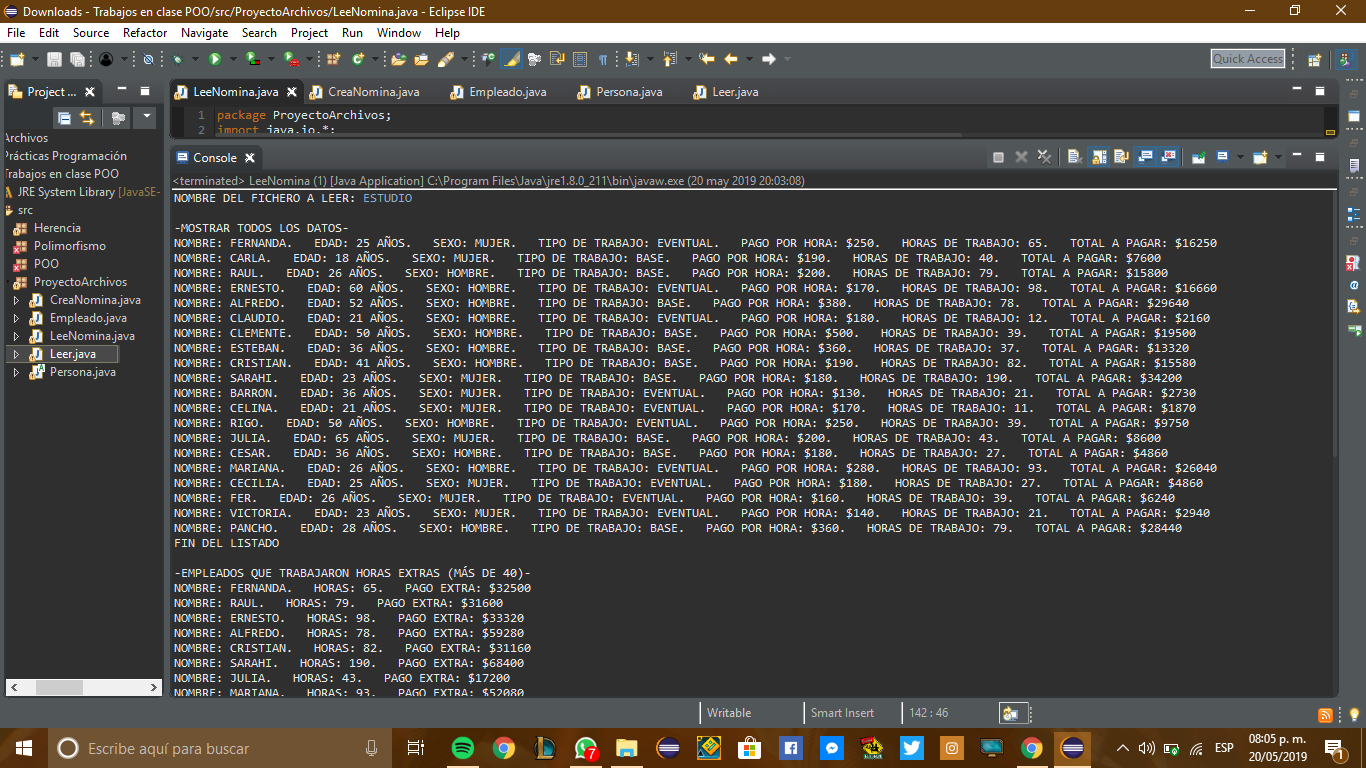 Downloads - Trabajos en clase POO/src/ProyectoArchivos/LeeNomina.java - Eclipse IDE
File Edit Source Refactor Navigate Search Project Run Window Help
Quick Access
Project ...
LeeNomina.java CreaNomina.java Empleado.java Persona.java Leer.java
1 package ProyectoArchivos;
2 import java.io.*;
Archivos
Prácticas Programación
Trabajos en clase POO
JRE System Library [JavaSE-
src
Herencia
Polimorfismo
POO
ProyectoArchivos
CreaNomina.java
Empleado.java
LeeNomina.java
Leer.java
Persona.java
Console
<terminated> LeeNomina (1) [Java Application] C:\Program Files\Java\jre1.8.0_211\bin\javaw.exe (20 may 2019 20:03:08)
NOMBRE DEL FICHERO A LEER: ESTUDIO
-MOSTRAR TODOS LOS DATOS-
NOMBRE: FERNANDA. EDAD: 25 AÑOS. SEXO: MUJER. TIPO DE TRABAJO: EVENTUAL. PAGO POR HORA: $250. HORAS DE TRABAJO: 65. TOTAL A PAGAR: $16250
NOMBRE: CARLA. EDAD: 18 AÑOS. SEXO: MUJER. TIPO DE TRABAJO: BASE. PAGO POR HORA: $190. HORAS DE TRABAJO: 40. TOTAL A PAGAR: $7600
NOMBRE: RAUL. EDAD: 26 AÑOS. SEXO: HOMBRE. TIPO DE TRABAJO: BASE. PAGO POR HORA: $200. HORAS DE TRABAJO: 79. TOTAL A PAGAR: $15800
NOMBRE: ERNESTO. EDAD: 60 AÑOS. SEXO: HOMBRE. TIPO DE TRABAJO: EVENTUAL. PAGO POR HORA: $170. HORAS DE TRABAJO: 98. TOTAL A PAGAR: $16660
NOMBRE: ALFREDO. EDAD: 52 AÑOS. SEXO: HOMBRE. TIPO DE TRABAJO: BASE. PAGO POR HORA: $380. HORAS DE TRABAJO: 78. TOTAL A PAGAR: $29640
NOMBRE: CLAUDIO. EDAD: 21 AÑOS. SEXO: HOMBRE. TIPO DE TRABAJO: EVENTUAL. PAGO POR HORA: $180. HORAS DE TRABAJO: 12. TOTAL A PAGAR: $2160
NOMBRE: CLEMENTE. EDAD: 50 AÑOS. SEXO: HOMBRE. TIPO DE TRABAJO: BASE. PAGO POR HORA: $500. HORAS DE TRABAJO: 39. TOTAL A PAGAR: $19500
NOMBRE: ESTEBAN. EDAD: 36 AÑOS. SEXO: HOMBRE. TIPO DE TRABAJO: BASE. PAGO POR HORA: $360. HORAS DE TRABAJO: 37. TOTAL A PAGAR: $13320
NOMBRE: CRISTIAN. EDAD: 41 AÑOS. SEXO: HOMBRE. TIPO DE TRABAJO: BASE. PAGO POR HORA: $190. HORAS DE TRABAJO: 82. TOTAL A PAGAR: $15580
NOMBRE: SARAHI. EDAD: 23 AÑOS. SEXO: MUJER. TIPO DE TRABAJO: BASE. PAGO POR HORA: $180. HORAS DE TRABAJO: 190. TOTAL A PAGAR: $34200
NOMBRE: BARRON. EDAD: 36 AÑOS. SEXO: MUJER. TIPO DE TRABAJO: EVENTUAL. PAGO POR HORA: $130. HORAS DE TRABAJO: 21. TOTAL A PAGAR: $2730
NOMBRE: CELINA. EDAD: 21 AÑOS. SEXO: MUJER. TIPO DE TRABAJO: EVENTUAL. PAGO POR HORA: $170. HORAS DE TRABAJO: 11. TOTAL A PAGAR: $1870
NOMBRE: RIGO. EDAD: 50 AÑOS. SEXO: HOMBRE. TIPO DE TRABAJO: EVENTUAL. PAGO POR HORA: $250. HORAS DE TRABAJO: 39. TOTAL A PAGAR: $9750
NOMBRE: JULIA. EDAD: 65 AÑOS. SEXO: MUJER. TIPO DE TRABAJO: BASE. PAGO POR HORA: $200. HORAS DE TRABAJO: 43. TOTAL A PAGAR: $8600
NOMBRE: CESAR. EDAD: 36 AÑOS. SEXO: HOMBRE. TIPO DE TRABAJO: BASE. PAGO POR HORA: $180. HORAS DE TRABAJO: 27. TOTAL A PAGAR: $4860
NOMBRE: MARIANA. EDAD: 26 AÑOS. SEXO: HOMBRE. TIPO DE TRABAJO: EVENTUAL. PAGO POR HORA: $280. HORAS DE TRABAJO: 93. TOTAL A PAGAR: $26040
NOMBRE: CECILIA. EDAD: 25 AÑOS. SEXO: MUJER. TIPO DE TRABAJO: EVENTUAL. PAGO POR HORA: $180. HORAS DE TRABAJO: 27. TOTAL A PAGAR: $4860
NOMBRE: FER. EDAD: 26 AÑOS. SEXO: MUJER. TIPO DE TRABAJO: EVENTUAL. PAGO POR HORA: $160. HORAS DE TRABAJO: 39. TOTAL A PAGAR: $6240
NOMBRE: VICTORIA. EDAD: 23 AÑOS. SEXO: MUJER. TIPO DE TRABAJO: EVENTUAL. PAGO POR HORA: $140. HORAS DE TRABAJO: 21. TOTAL A PAGAR: $2940
NOMBRE: PANCHO. EDAD: 28 AÑOS. SEXO: HOMBRE. TIPO DE TRABAJO: BASE. PAGO POR HORA: $360. HORAS DE TRABAJO: 79. TOTAL A PAGAR: $28440
FIN DEL LISTADO
-EMPLEADOS QUE TRABAJARON HORAS EXTRAS (MÁS DE 40)-
NOMBRE: FERNANDA. HORAS: 65. PAGO EXTRA: $32500
NOMBRE: RAUL. HORAS: 79. PAGO EXTRA: $31600
NOMBRE: ERNESTO. HORAS: 98. PAGO EXTRA: $33320
NOMBRE: ALFREDO. HORAS: 78. PAGO EXTRA: $59280
NOMBRE: CRISTIAN. HORAS: 82. PAGO EXTRA: $31160
NOMBRE: SARAHI. HORAS: 190. PAGO EXTRA: $68400
NOMBRE: JULIA. HORAS: 43. PAGO EXTRA: $17200
NOMBRE: MARIANA. HORAS: 93. PAGO EXTRA: $52080
Writable Smart Insert 142 : 46
Escribe aquí para buscar
7
ESP
08:05 p. m.
20/05/2019
1